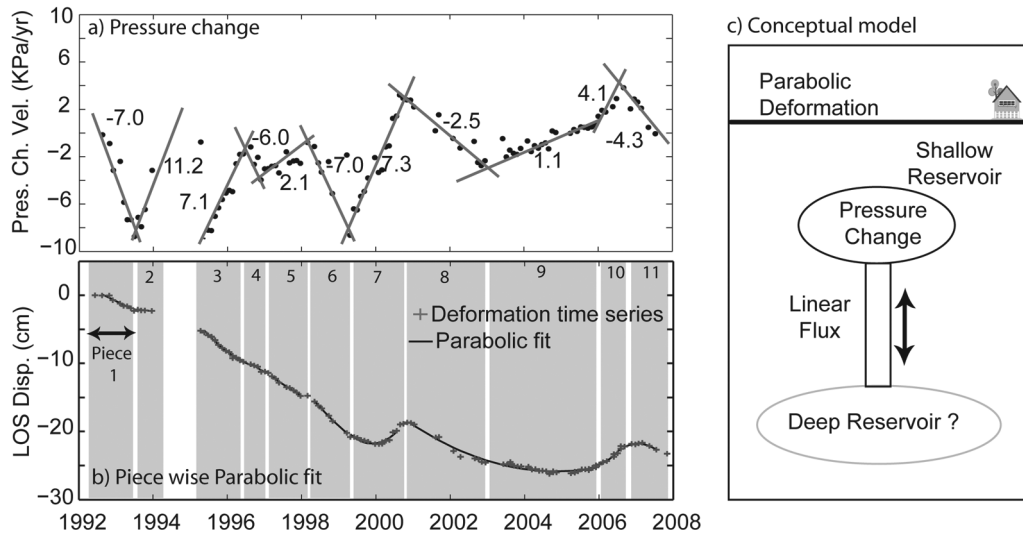 a) Pressure change
Pres. Ch. Vel. (KPa/yr)
10
6
2
−2
−6
−10
-7.0
11.2
7.1
-6.0
2.1
-7.0
7.3
-2.5
1.1
4.1
-4.3
LOS Disp. (cm)
0
−10
−20
−30
Piece
1
2
3
4
5
6
7
8
9
10
11
Deformation time series
Parabolic fit
b) Piece wise Parabolic fit
1992
1994
1996
1998
2000
2002
2004
2006
2008
c) Conceptual model
Parabolic
Deformation
Shallow
Reservoir
Pressure
Change
Linear
Flux
Deep Reservoir ?